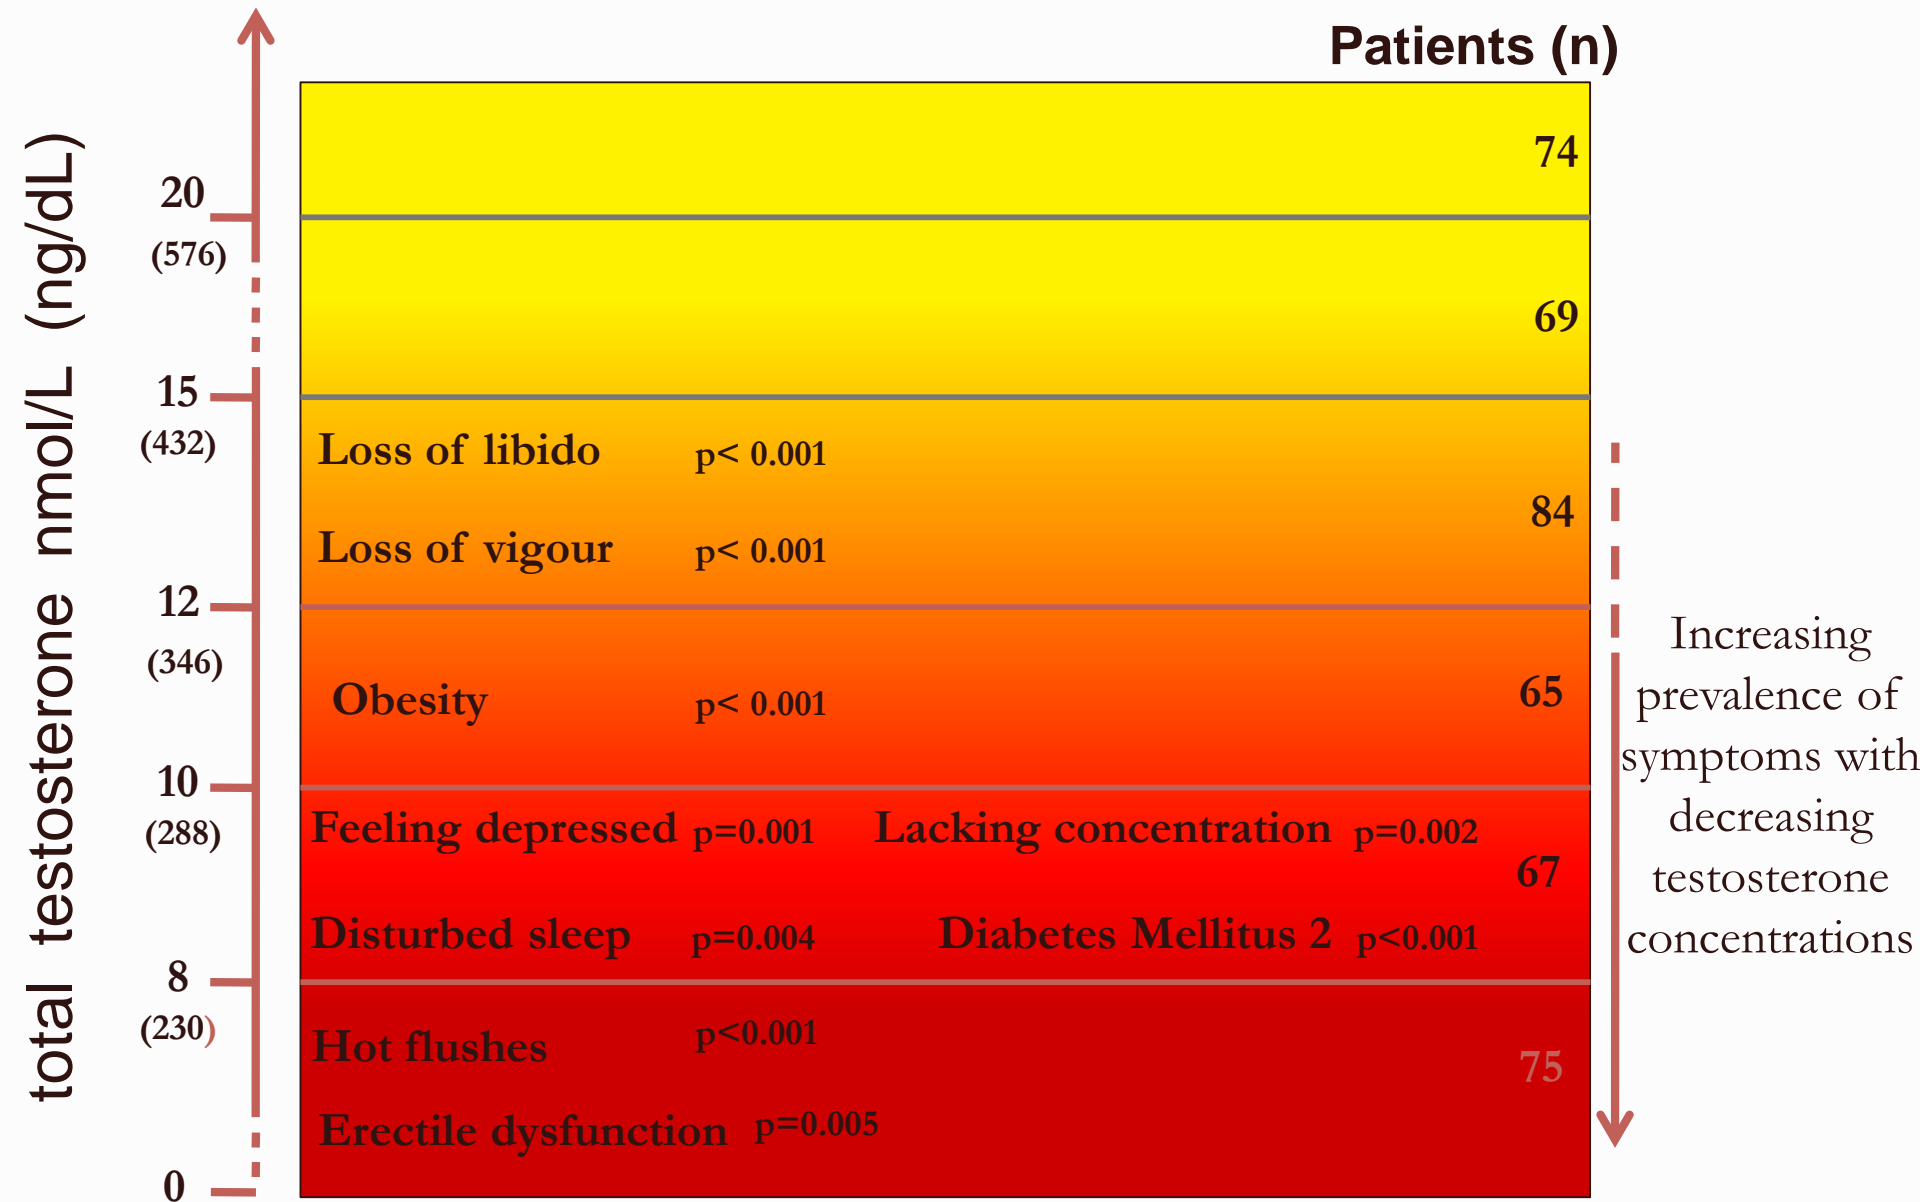 Patients (n)
total testosterone nmol/L (ng/dL)
74
20
(576)
69
15
(432)
Loss of libido p< 0.001
84
Loss of vigour p< 0.001
12
(346)
Obesity p< 0.001
65
10
(288)
Feeling depressed p=0.001 Lacking concentration p=0.002
67
Disturbed sleep p=0.004 Diabetes Mellitus 2 p<0.001
8
(230)
Hot flushes p<0.001
75
Erectile dysfunction p=0.005
0
Increasing
prevalence of
symptoms with
decreasing
testosterone
concentrations